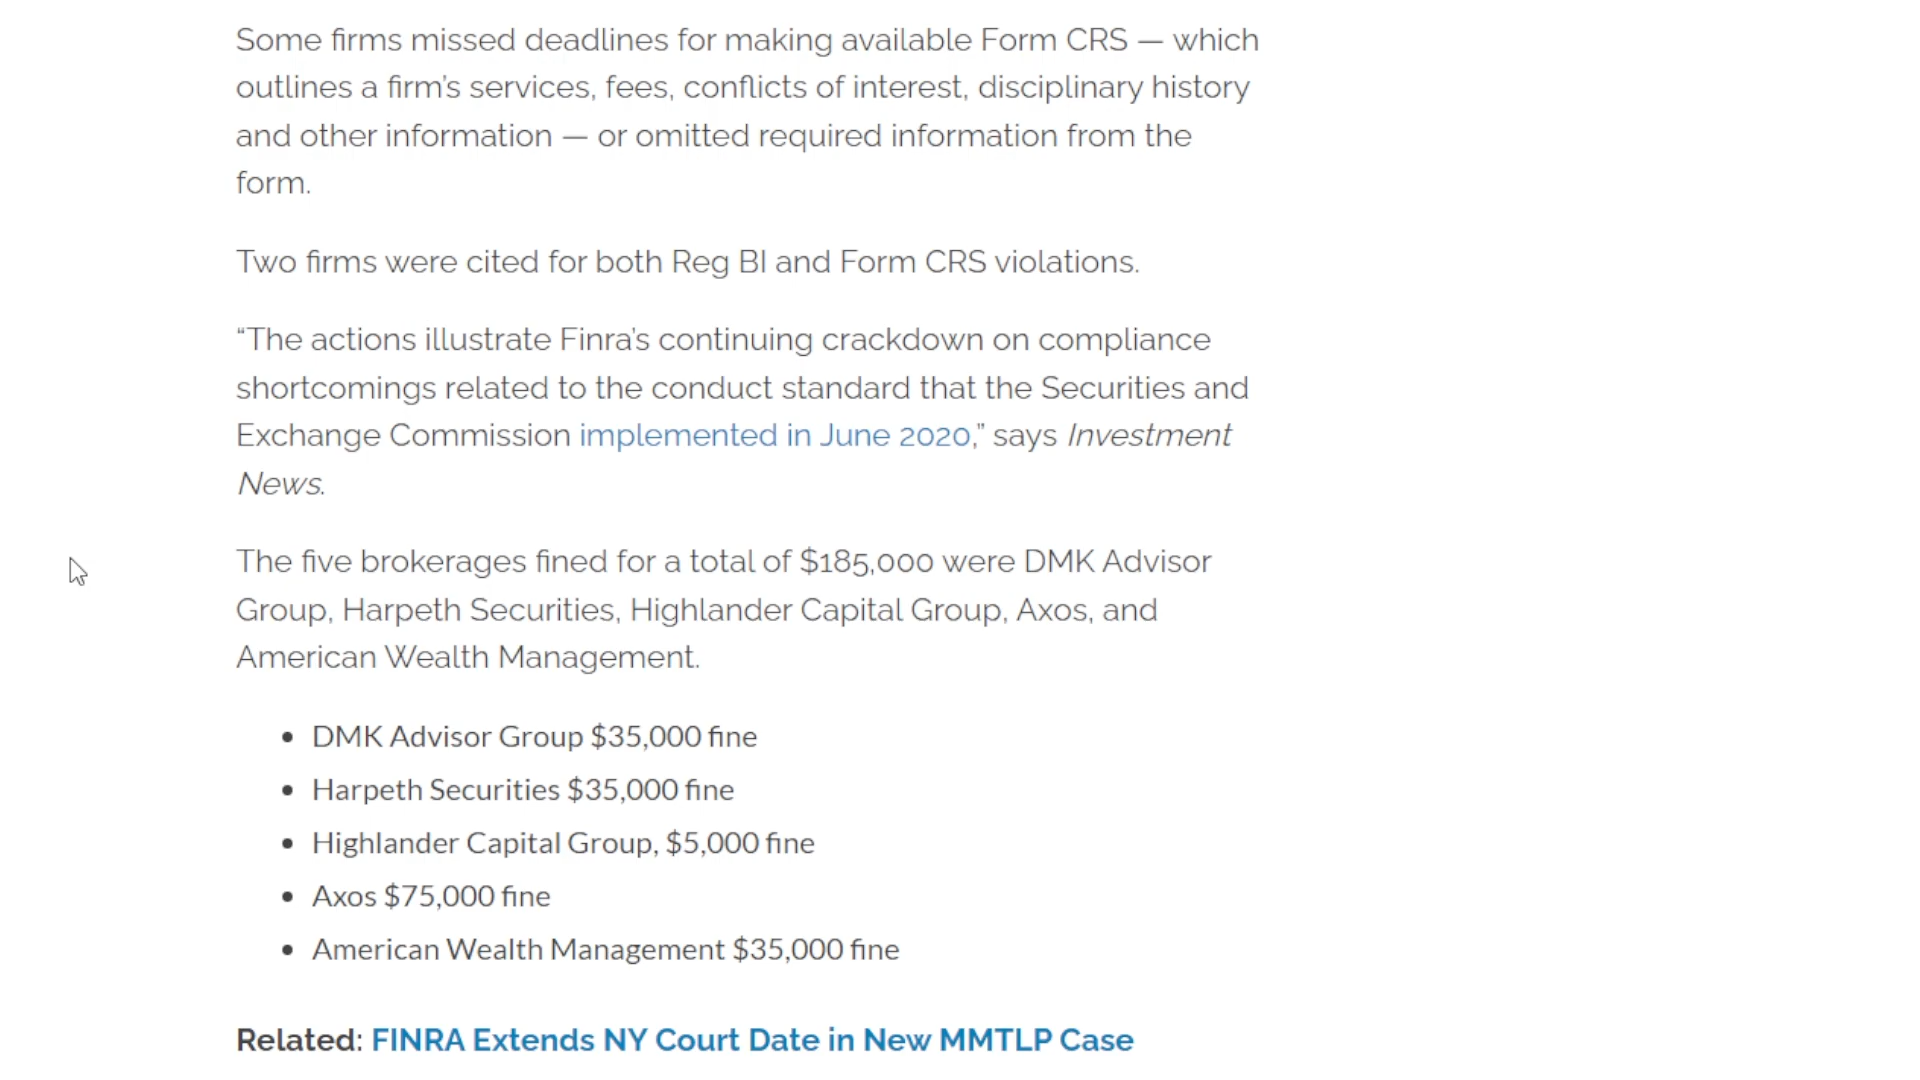 Some firms missed deadlines for making available Form CRS — which
outlines a firm’s services, fees, conflicts of interest, disciplinary history
and other information — or omitted required information from the
form.
Two firms were cited for both Reg BI and Form CRS violations.
“The actions illustrate Finra’s continuing crackdown on compliance
shortcomings related to the conduct standard that the Securities and
Exchange Commission implemented in June 2020,” says Investment
News.
The five brokerages fined for a total of $185,000 were DMK Advisor
Group, Harpeth Securities, Highlander Capital Group, Axos, and
American Wealth Management.
• DMK Advisor Group $35,000 fine
• Harpeth Securities $35,000 fine
• Highlander Capital Group, $5,000 fine
• Axos $75,000 fine
• American Wealth Management $35,000 fine
Related: FINRA Extends NY Court Date in New MMTLP Case